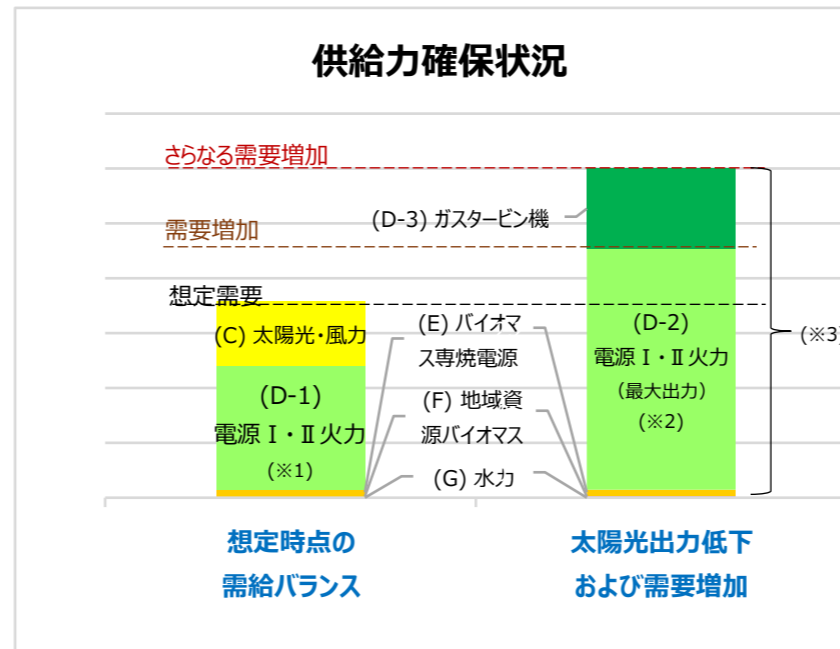 供給力確保状況
さらなる需要増加
(D-3) ガスタービン機
需要増加
想定需要
(C) 太陽光・風力
(D-1)
電源Ⅰ・Ⅱ火力
(※1)
(E) バイオマ
ス専焼電源
(F) 地域資
源バイオマス
(G) 水力
(D-2)
電源Ⅰ・Ⅱ火力
(最大出力)
(※2)
(※3)
想定時点の
需給バランス
太陽光出力低下
および需要増加